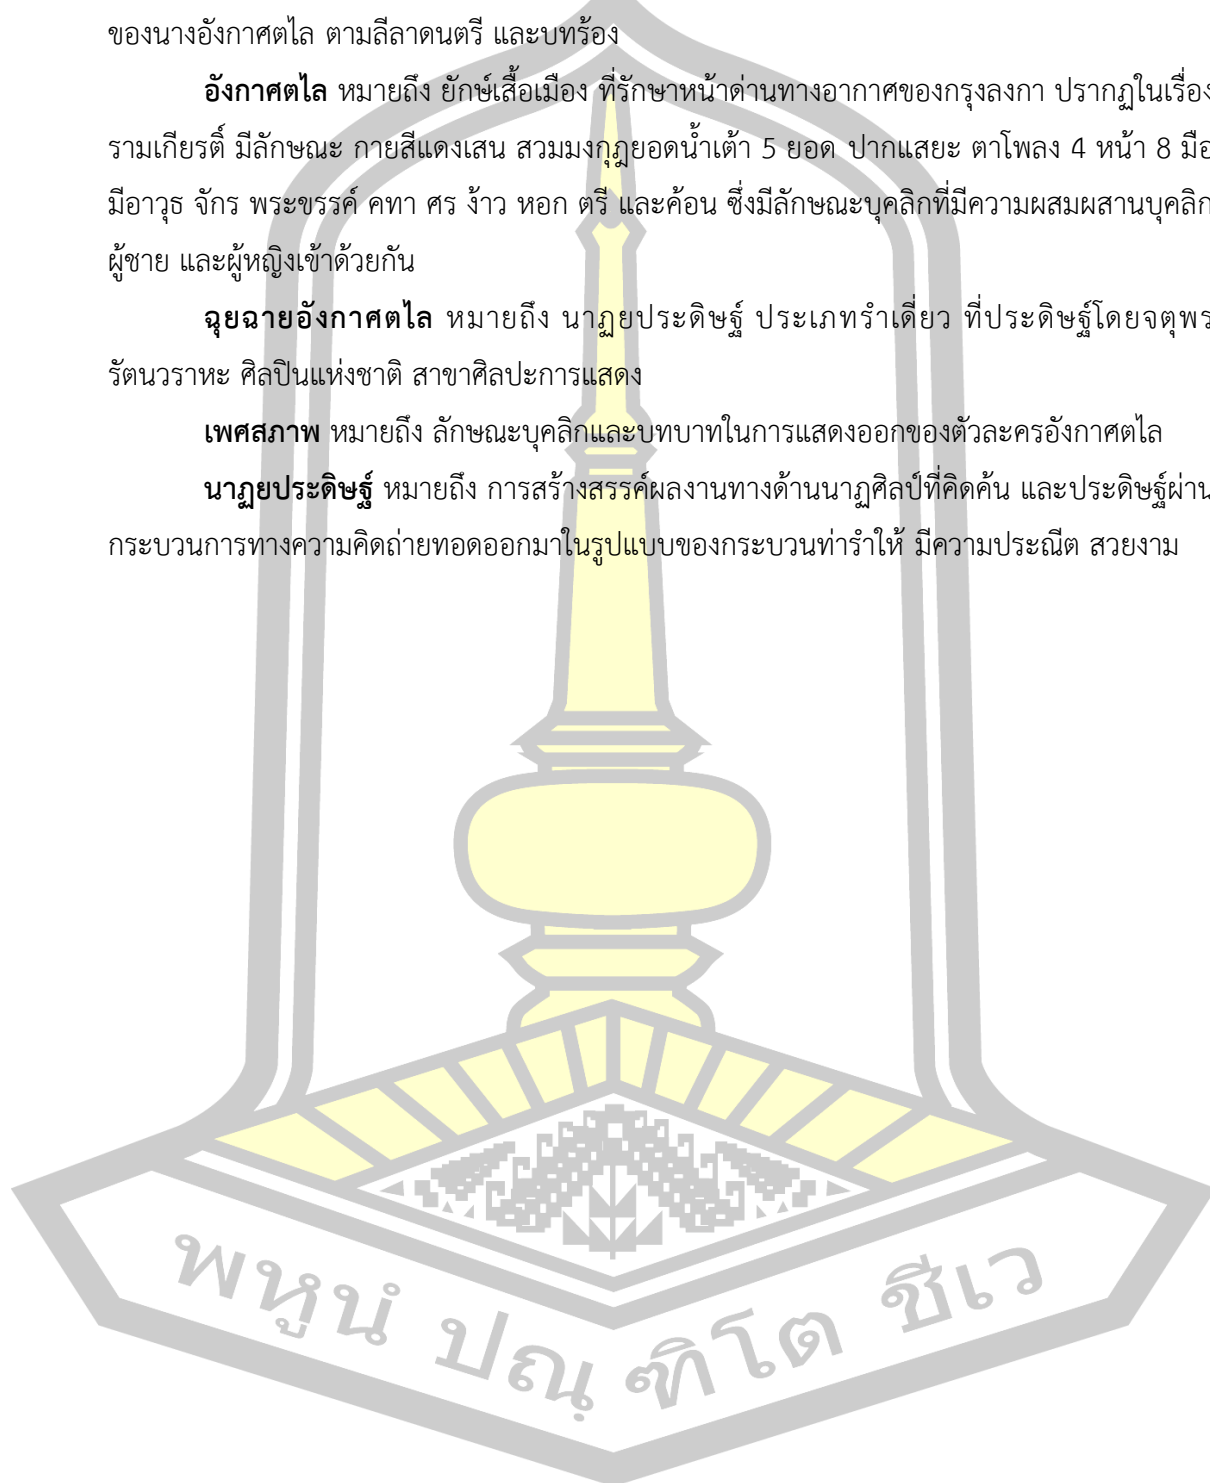 ของนางอังกาศตไล ตามลีลาดนตรี และบทร้อง
อังกาศตไล หมายถึง ยักษ์เสื้อเมือง ที่รักษาหน้าด่านทางอากาศของกรุงลงกา ปรากฏในเรื่อง
รามเกียรติ์ มีลักษณะ กายสีแดงเสน สวมมงกุฎยอดน้ำเต้า 5 ยอด ปากแสยะ ตาโพลง 4 หน้า 8 มือ
มีอาวุธ จักร พระขรรค์ คทา ศร ง้าว หอก ตรี และค้อน ซึ่งมีลักษณะบุคลิกที่มีความผสมผสานบุคลิก
ผู้ชาย และผู้หญิงเข้าด้วยกัน
ฉุยฉายอังกาศตไล หมายถึง นาฏยประดิษฐ์ ประเภทรำเดี่ยว ที่ประดิษฐ์โดยจตุพร
รัตนวราหะ ศิลปินแห่งชาติ สาขาศิลปะการแสดง
เพศสภาพ หมายถึง ลักษณะบุคลิกและบทบาทในการแสดงออกของตัวละครอังกาศตไล
นาฏยประดิษฐ์ หมายถึง การสร้างสรรค์ผลงานทางด้านนาฏศิลป์ที่คิดค้น และประดิษฐ์ผ่าน
กระบวนการทางความคิดถ่ายทอดออกมาในรูปแบบของกระบวนท่ารำให้ มีความประณีต สวยงาม
พหูนํ ปณฺฑิโต ชีเว